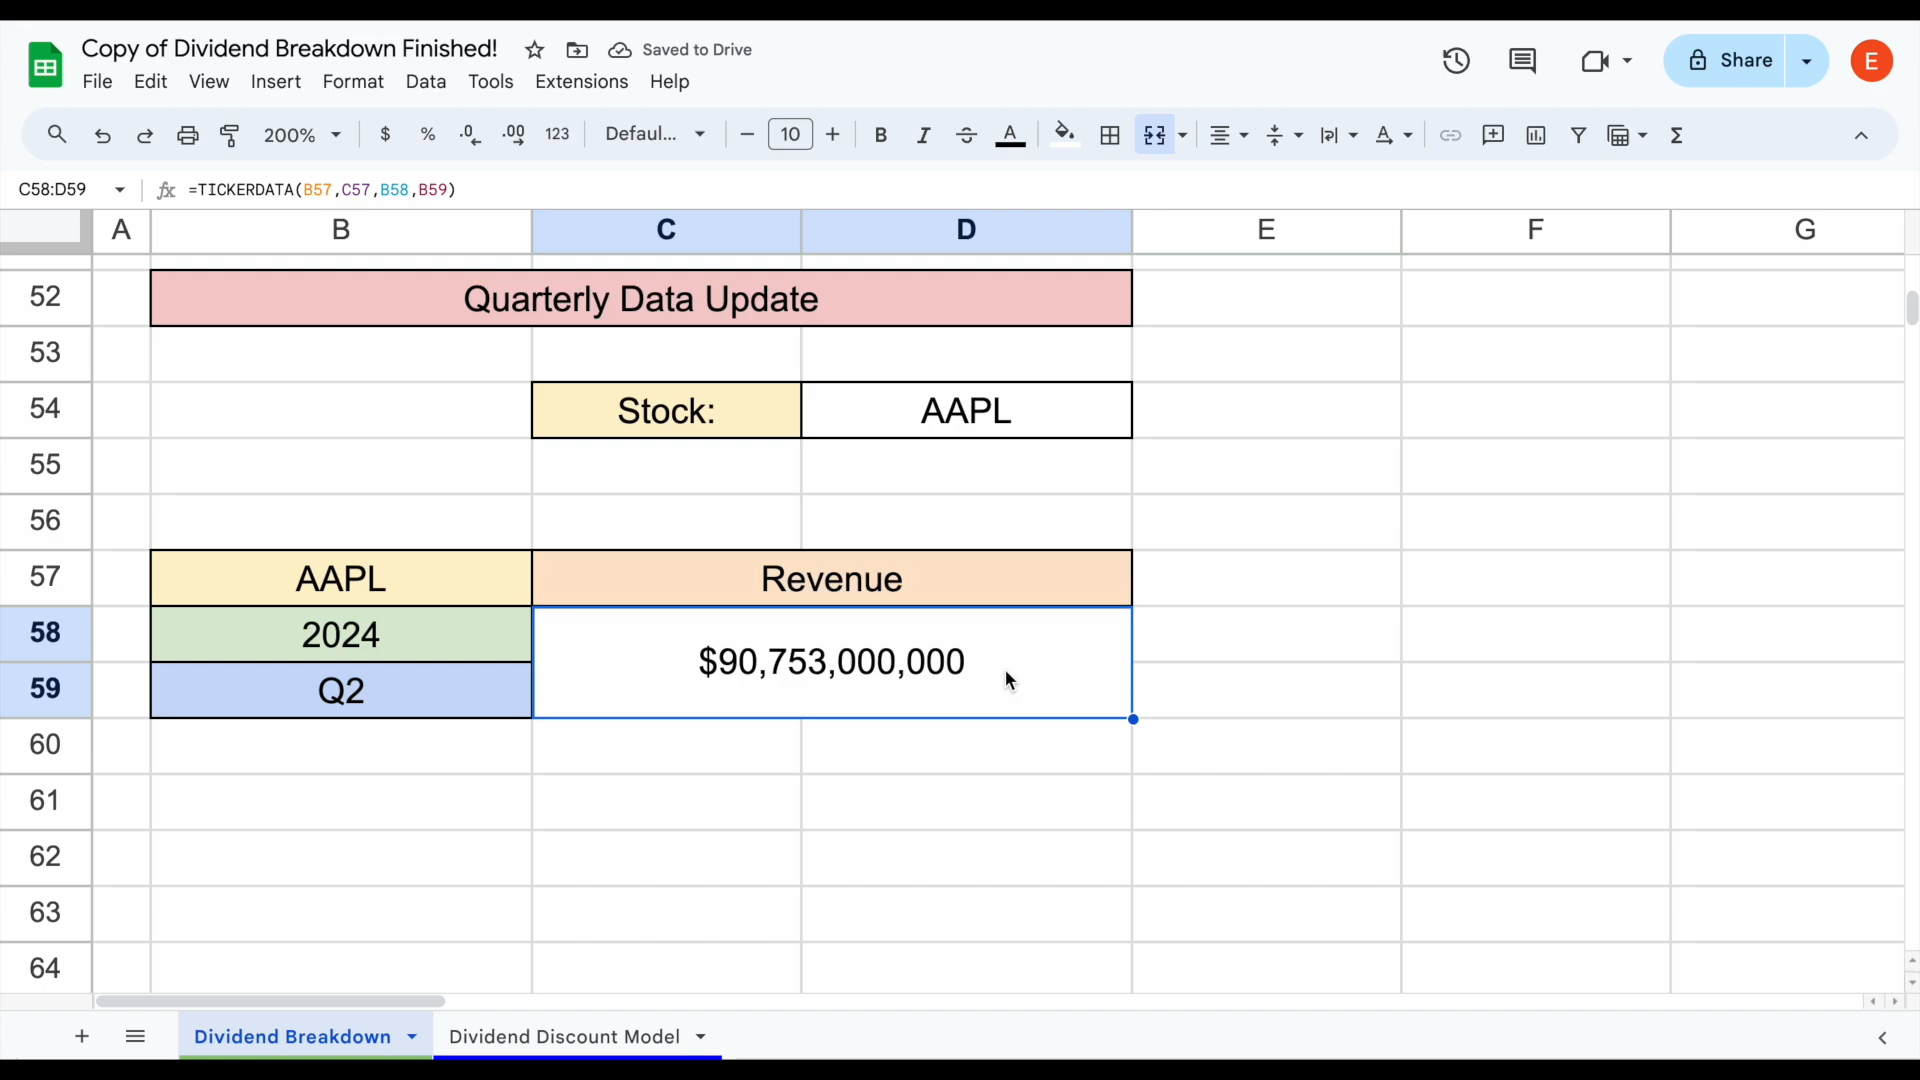 Copy of Dividend Breakdown Finished! Saved to Drive
File Edit View Insert Format Data Tools Extensions Help
Share
E
200% $ % .0 .00 123 Defaul... 10 B I A A Σ
C58:D59 fx =TICKERDATA(B57,C57,B58,B59)
A B C D E F G
52 Quarterly Data Update
53
54 Stock: AAPL
55
56
57 AAPL Revenue
58 2024
$90,753,000,000
59 Q2
60
61
62
63
64
Dividend Breakdown Dividend Discount Model